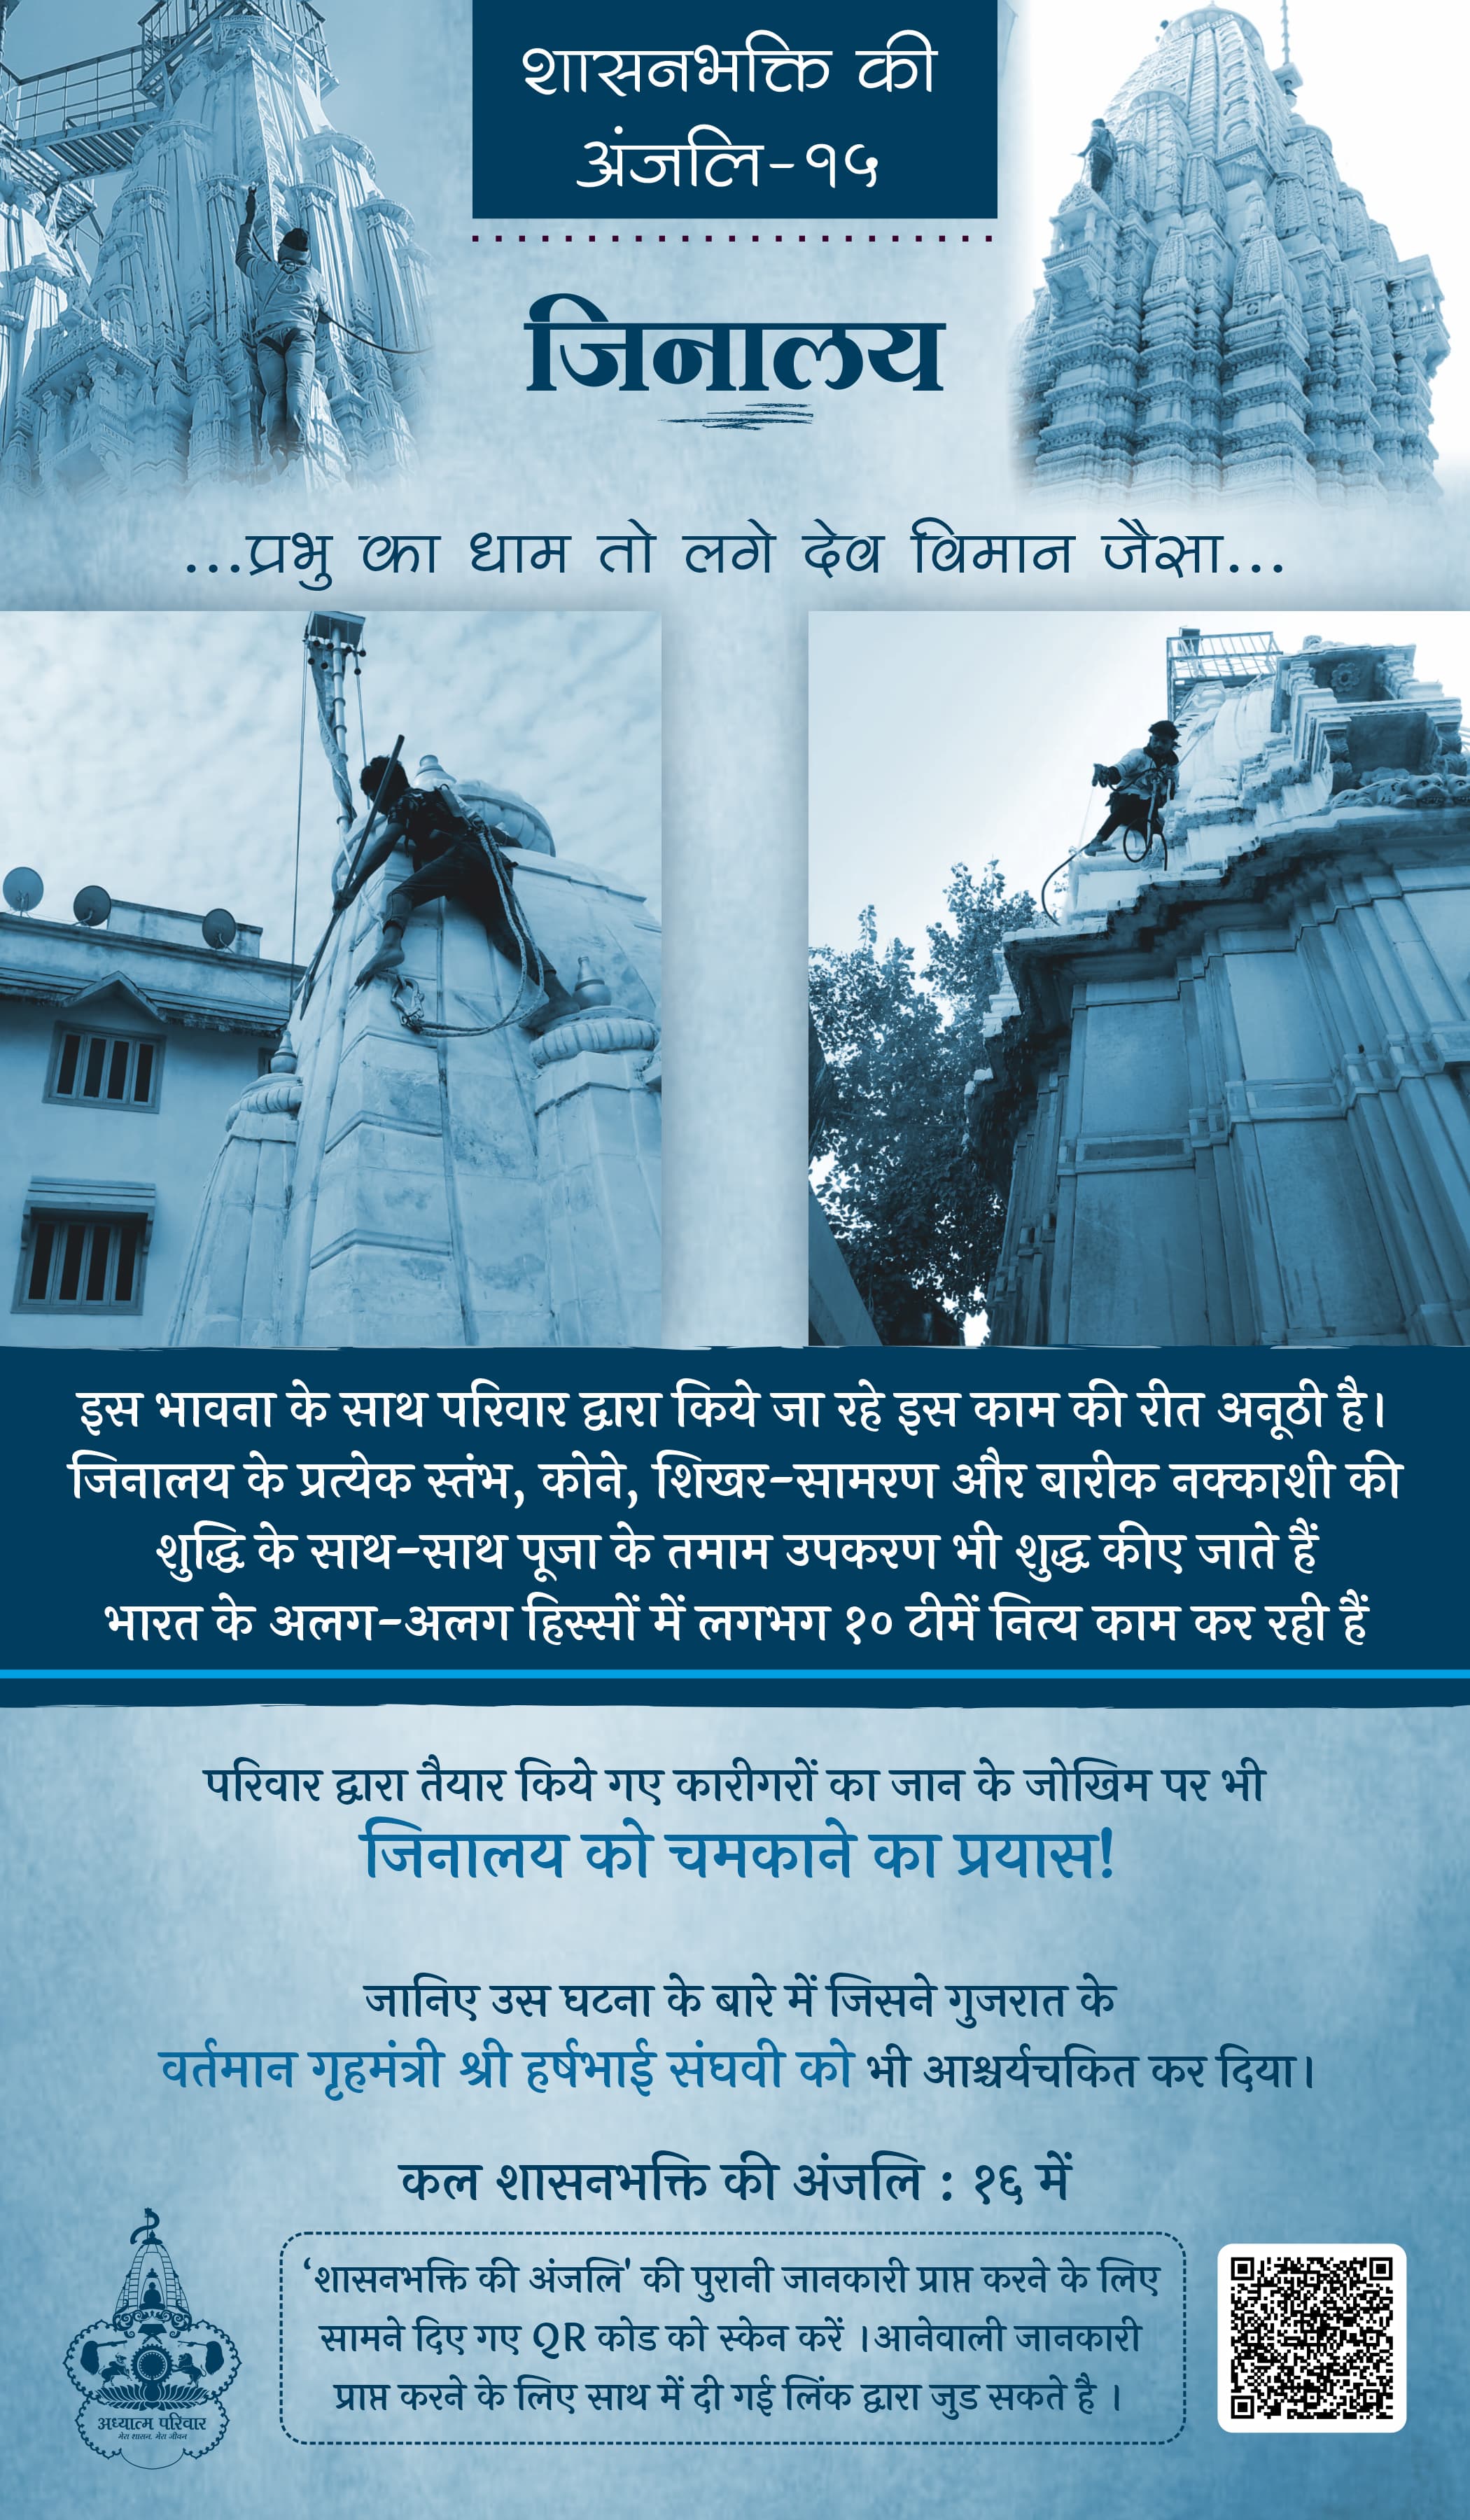 शासनभक्ति की
अंजलि-१५
जिनालय
...प्रभु का धाम तो लगे देव विमान जैसा...
इस भावना के साथ परिवार द्वारा किये जा रहे इस काम की रीत अनूठी है।
जिनालय के प्रत्येक स्तंभ, कोने, शिखर-सामरण और बारीक नक्काशी की
शुद्धि के साथ-साथ पूजा के तमाम उपकरण भी शुद्ध कीए जाते हैं
भारत के अलग-अलग हिस्सों में लगभग १० टीमें नित्य काम कर रही हैं
परिवार द्वारा तैयार किये गए कारीगरों का जान के जोखिम पर भी
जिनालय को चमकाने का प्रयास!
जानिए उस घटना के बारे में जिसने गुजरात के
वर्तमान गृहमंत्री श्री हर्षभाई संघवी को भी आश्चर्यचकित कर दिया।
कल शासनभक्ति की अंजलि : १६ में
‘शासनभक्ति की अंजलि' की पुरानी जानकारी प्राप्त करने के लिए
सामने दिए गए QR कोड को स्केन करें ।आनेवाली जानकारी
प्राप्त करने के लिए साथ में दी गई लिंक द्वारा जुड सकते है ।
अध्यात्म परिवार
मेरा शासन, मेरा जीवन